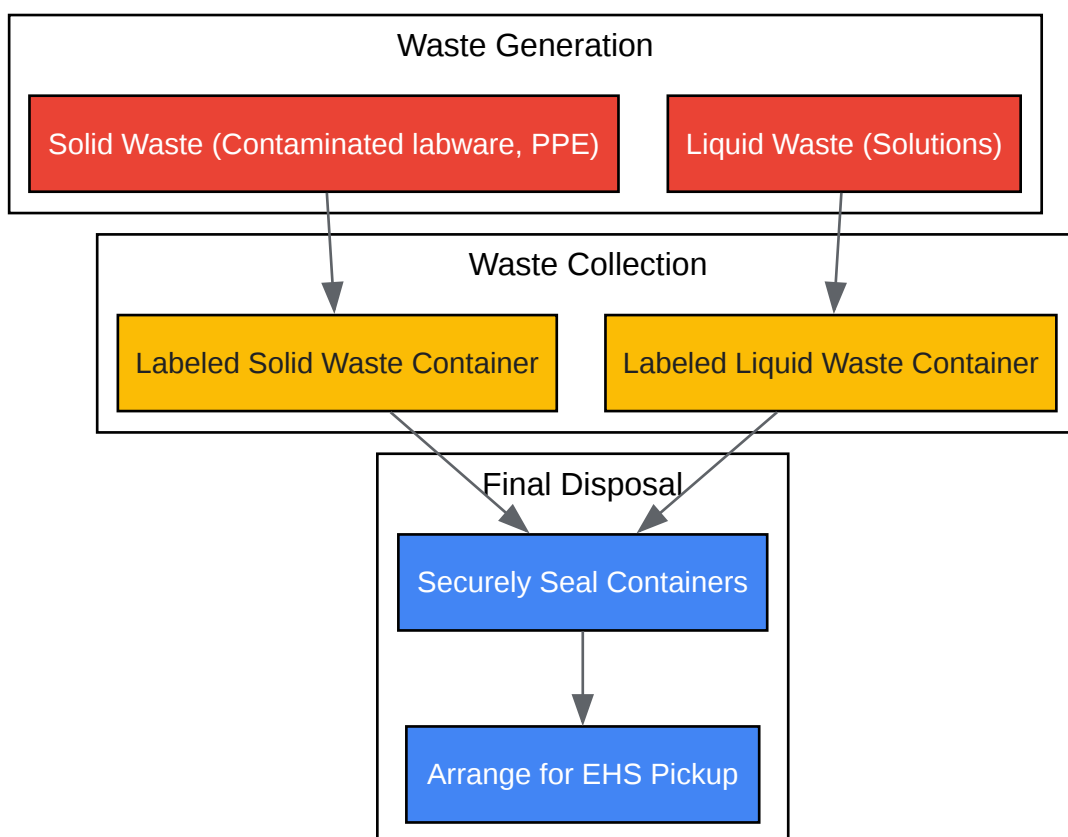 Waste Generation
Solid Waste (Contaminated labware, PPE)
Liquid Waste (Solutions)
Waste Collection
Labeled Solid Waste Container
Labeled Liquid Waste Container
Final Disposal
Securely Seal Containers
Arrange for EHS Pickup